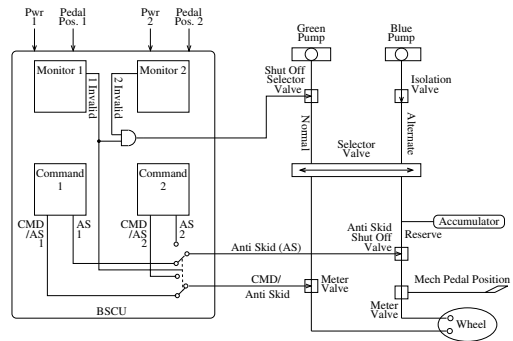 Pwr
1
Pedal
Pos. 1
Pwr
2
Pedal
Pos. 2
Green
Pump
Blue
Pump
Monitor 1
Monitor 2
1 Invalid
2 Invalid
Shut Off
Selector
Valve
Isolation
Valve
Normal
Alternate
Selector
Valve
Command
1
Command
2
CMD
/AS
1
AS
1
CMD
/AS
2
AS
2
Anti Skid (AS)
Anti Skid
Shut Off
Valve
Accumulator
Reserve
CMD/
Anti Skid
Meter
Valve
Mech Pedal Position
Meter
Valve
Wheel
BSCU